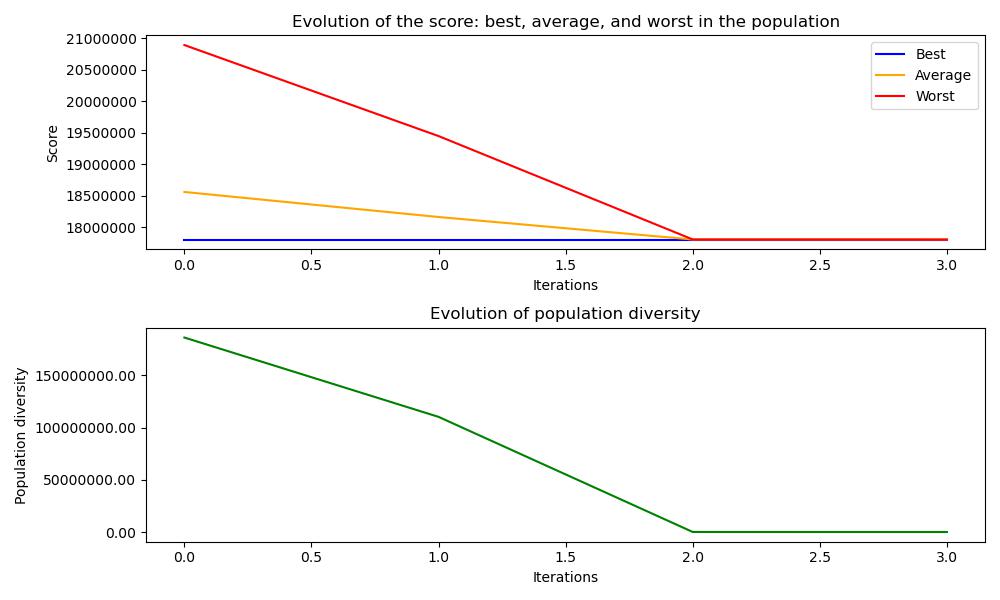 Evolution of the score: best, average, and worst in the population
21000000
20500000
20000000
19500000
19000000
18500000
18000000
Score
Best
Average
Worst
0.0 0.5 1.0 1.5 2.0 2.5 3.0
Iterations
Evolution of population diversity
150000000.00
100000000.00
50000000.00
0.00
Population diversity
0.0 0.5 1.0 1.5 2.0 2.5 3.0
Iterations